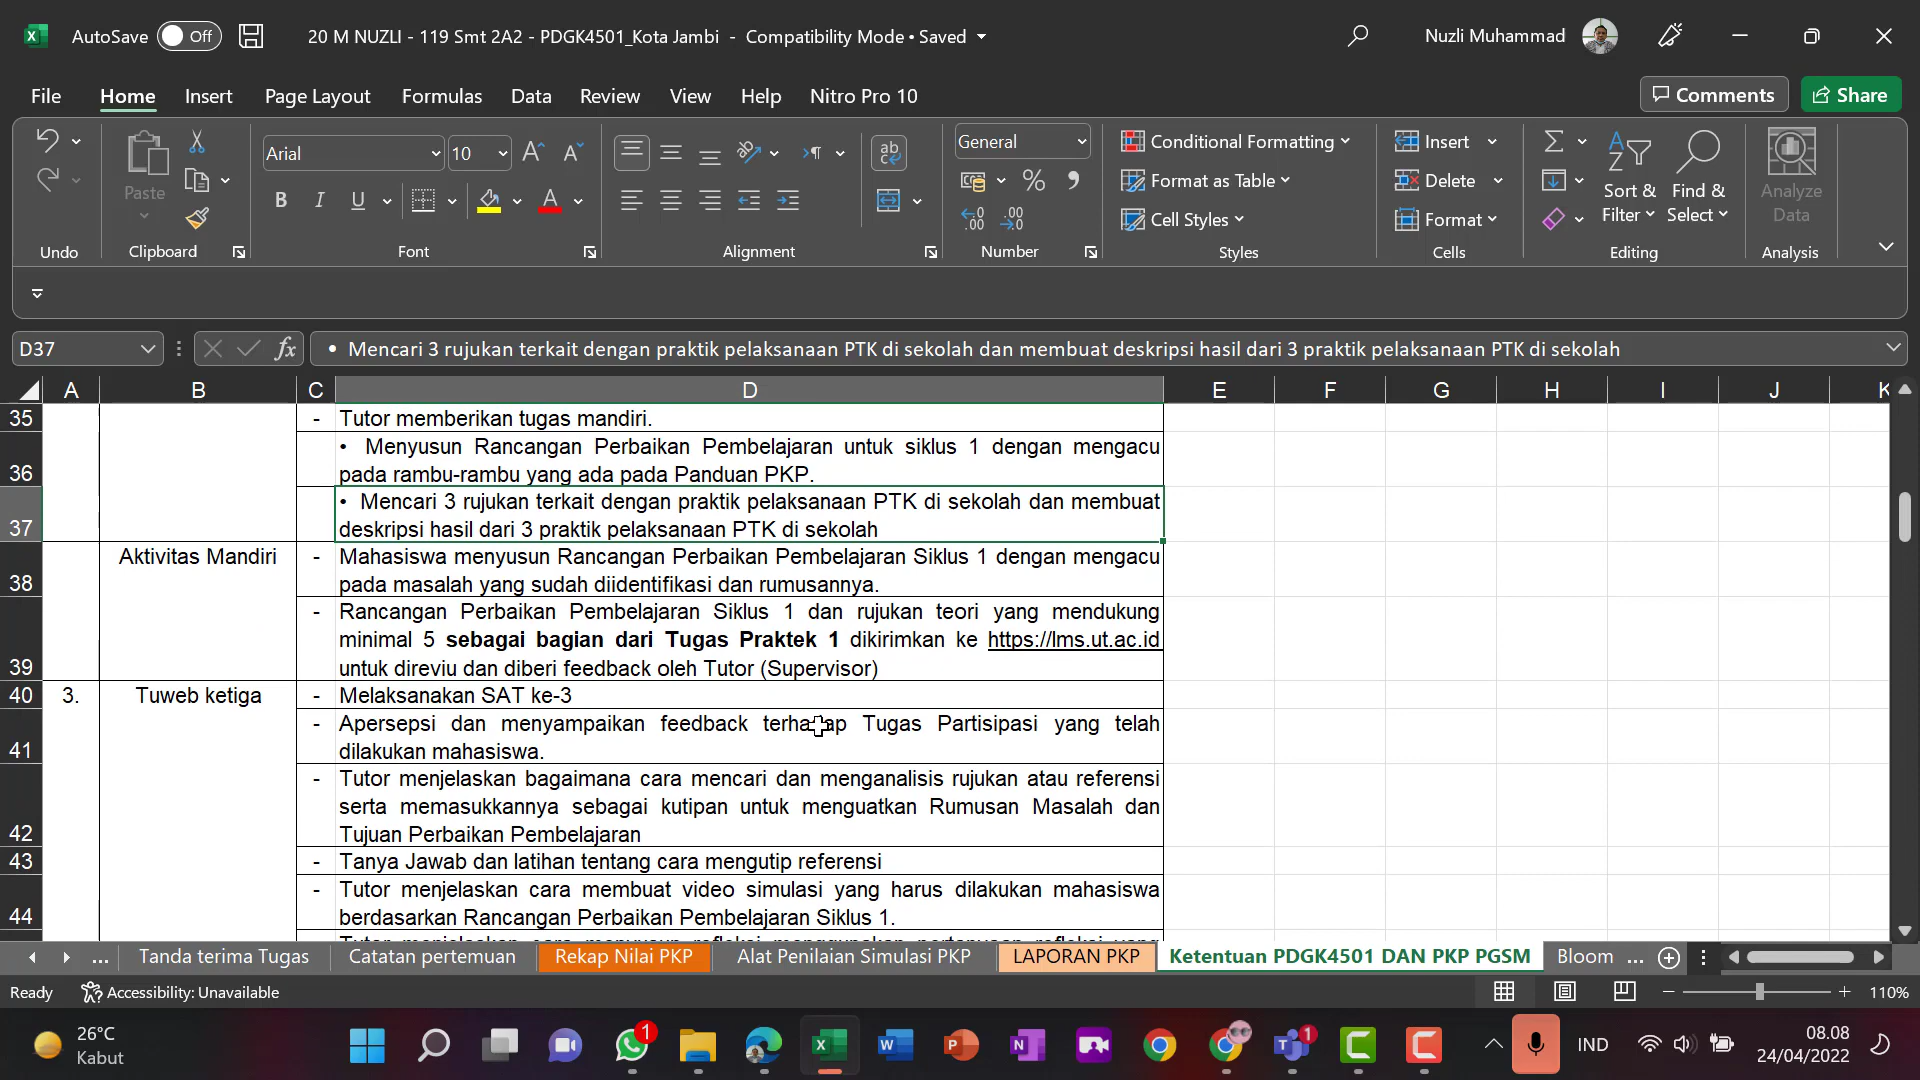 AutoSave Off 20 M NUZLI - 119 Smt 2A2 - PDGK4501_Kota Jambi - Compatibility Mode • Saved Nuzli Muhammad
File Home Insert Page Layout Formulas Data Review View Help Nitro Pro 10 Comments Share
Paste
Arial 10
General
Conditional Formatting
Format as Table
Cell Styles
Insert
Delete
Format
Sort & Filter
Find & Select
Analyze Data
Undo Clipboard Font Alignment Number Styles Cells Editing Analysis
D37 fx • Mencari 3 rujukan terkait dengan praktik pelaksanaan PTK di sekolah dan membuat deskripsi hasil dari 3 praktik pelaksanaan PTK di sekolah
A B C D E F G H I J K
35 - Tutor memberikan tugas mandiri.
• Menyusun Rancangan Perbaikan Pembelajaran untuk siklus 1 dengan mengacu
36 pada rambu-rambu yang ada pada Panduan PKP.
• Mencari 3 rujukan terkait dengan praktik pelaksanaan PTK di sekolah dan membuat
37 deskripsi hasil dari 3 praktik pelaksanaan PTK di sekolah
Aktivitas Mandiri - Mahasiswa menyusun Rancangan Perbaikan Pembelajaran Siklus 1 dengan mengacu
38 pada masalah yang sudah diidentifikasi dan rumusannya.
- Rancangan Perbaikan Pembelajaran Siklus 1 dan rujukan teori yang mendukung
minimal 5 sebagai bagian dari Tugas Praktek 1 dikirimkan ke https://lms.ut.ac.id
39 untuk direviu dan diberi feedback oleh Tutor (Supervisor)
40 3. Tuweb ketiga - Melaksanakan SAT ke-3
- Apersepsi dan menyampaikan feedback terhadap Tugas Partisipasi yang telah
41 dilakukan mahasiswa.
- Tutor menjelaskan bagaimana cara mencari dan menganalisis rujukan atau referensi
serta memasukkannya sebagai kutipan untuk menguatkan Rumusan Masalah dan
42 Tujuan Perbaikan Pembelajaran
43 - Tanya Jawab dan latihan tentang cara mengutip referensi
- Tutor menjelaskan cara membuat video simulasi yang harus dilakukan mahasiswa
44 berdasarkan Rancangan Perbaikan Pembelajaran Siklus 1.
... Tanda terima Tugas Catatan pertemuan Rekap Nilai PKP Alat Penilaian Simulasi PKP LAPORAN PKP Ketentuan PDGK4501 DAN PKP PGSM Bloom ...
Ready Accessibility: Unavailable 110%
26°C
Kabut
1
1
IND
08.08
24/04/2022